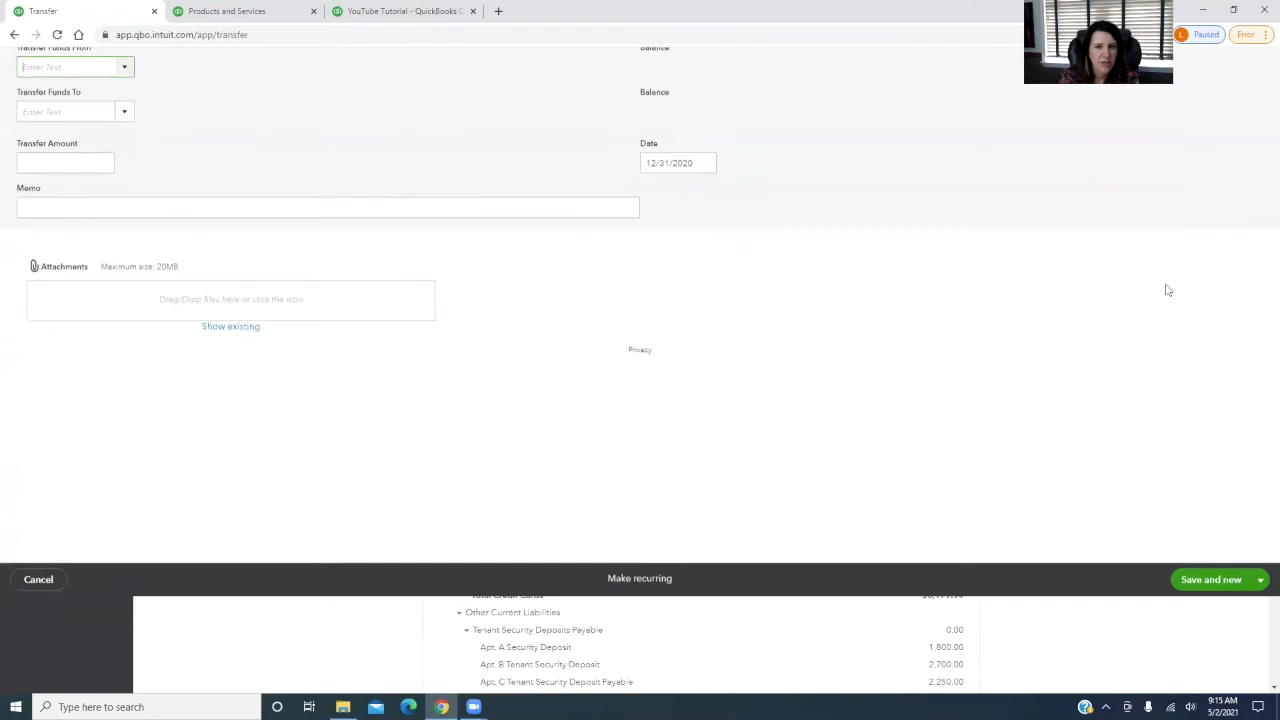 Transfer
Products and Services
YouTube Tutorial - QuickBooks O
app.qbo.intuit.com/app/transfer
L Paused
Error
Transfer Funds From
Balance
Enter Text
Transfer Funds To
Balance
Enter Text
Transfer Amount
Date
12/31/2020
Memo
Attachments Maximum size: 20MB
Drag/Drop files here or click the icon
Show existing
Privacy
Cancel
Make recurring
Save and new
Total Credit Cards
Other Current Liabilities
Tenant Security Deposits Payable 0.00
Apt. A Security Deposit 1,800.00
Apt. B Tenant Security Deposit 2,700.00
Apt. C Tenant Security Deposit Payable 2,250.00
Type here to search
9:15 AM
5/2/2021